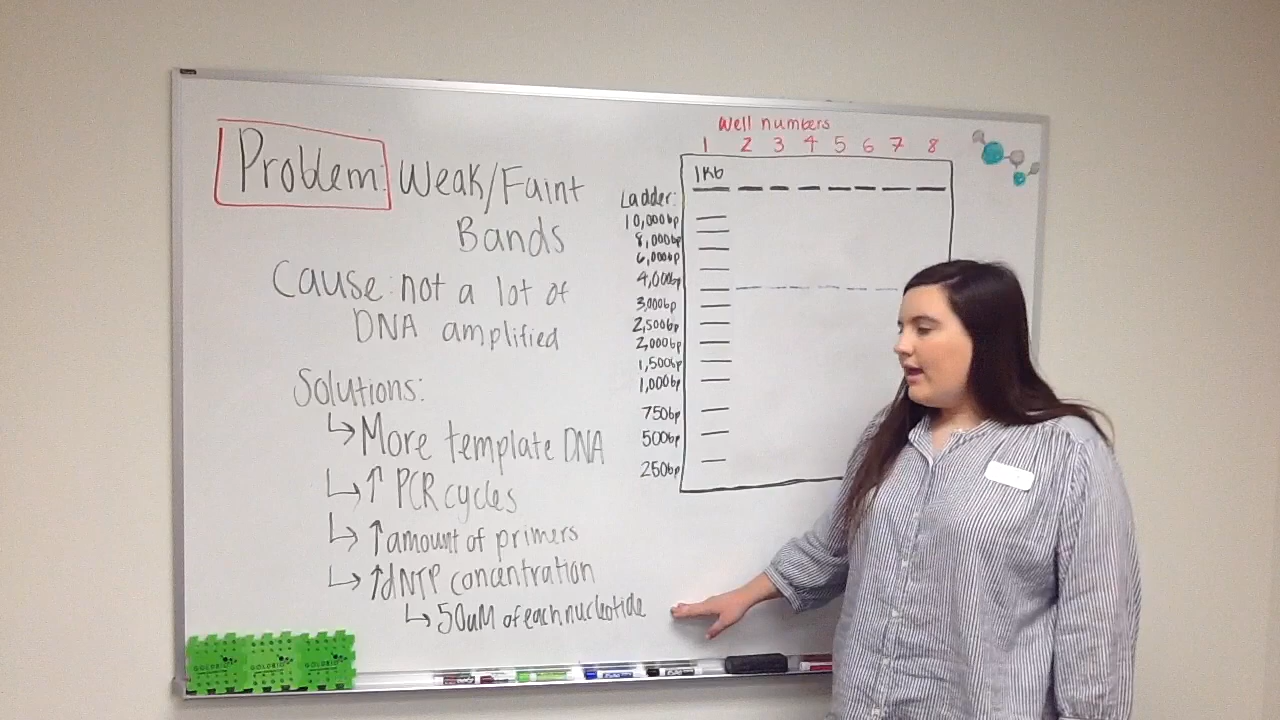 Problem: Weak/Faint
Bands
Cause: not a lot of
DNA amplified
Solutions:
↳ More template DNA
↳ ↑ PCR cycles
↳ ↑ amount of primers
↳ ↑ dNTP concentration
↳ 50uM of each nucleotide
Well numbers
1 2 3 4 5 6 7 8
1Kb
Ladder:
10,000bp
8,000bp
6,000bp
4,000bp
3,000bp
2,500bp
2,000bp
1,500bp
1,000bp
750bp
500bp
250bp
GOLDBIO GOLDBIO GOLDBIO